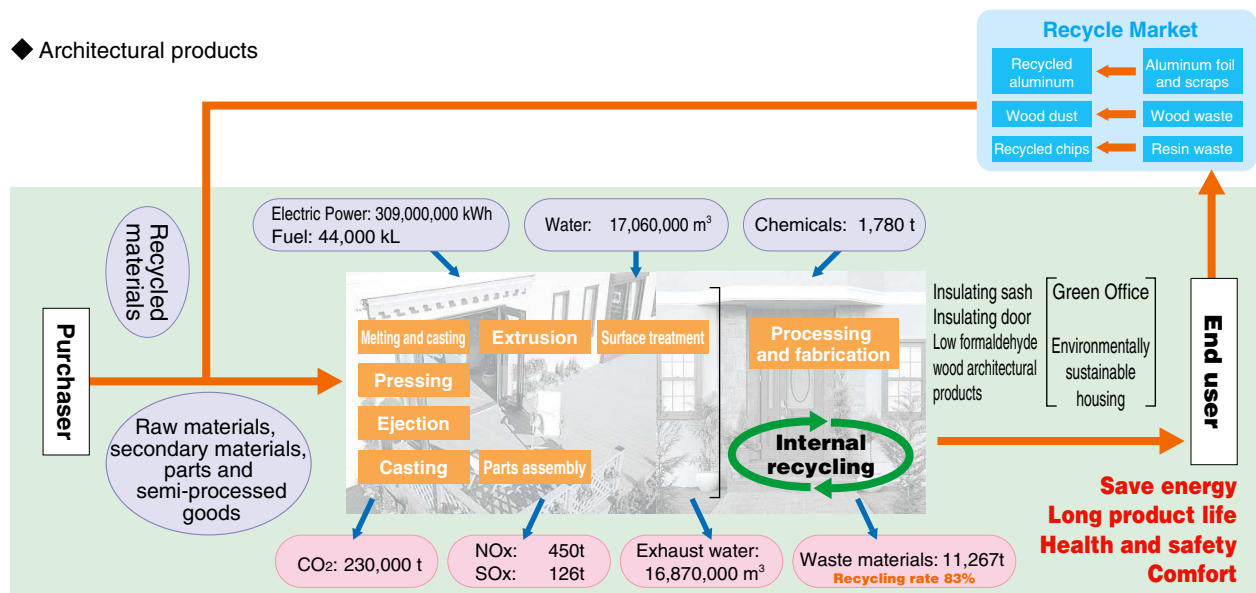 ◆ Architectural products
Recycle Market
Recycled
aluminum
Aluminum foil
and scraps
Wood dust
Wood waste
Recycled chips
Resin waste
Recycled
materials
Electric Power: 309,000,000 kWh
Fuel: 44,000 kL
Water: 17,060,000 m³
Chemicals: 1,780 t
Purchaser
Raw materials,
secondary materials,
parts and
semi-processed
goods
Melting and casting
Extrusion
Surface treatment
Pressing
Ejection
Casting
Parts assembly
Processing
and fabrication
Internal
recycling
Insulating sash
Insulating door
Low formaldehyde
wood architectural
products
Green Office
Environmentally
sustainable
housing
End user
Save energy
Long product life
Health and safety
Comfort
CO2: 230,000 t
NOx: 450t
SOx: 126t
Exhaust water:
16,870,000 m³
Waste materials: 11,267t
Recycling rate 83%